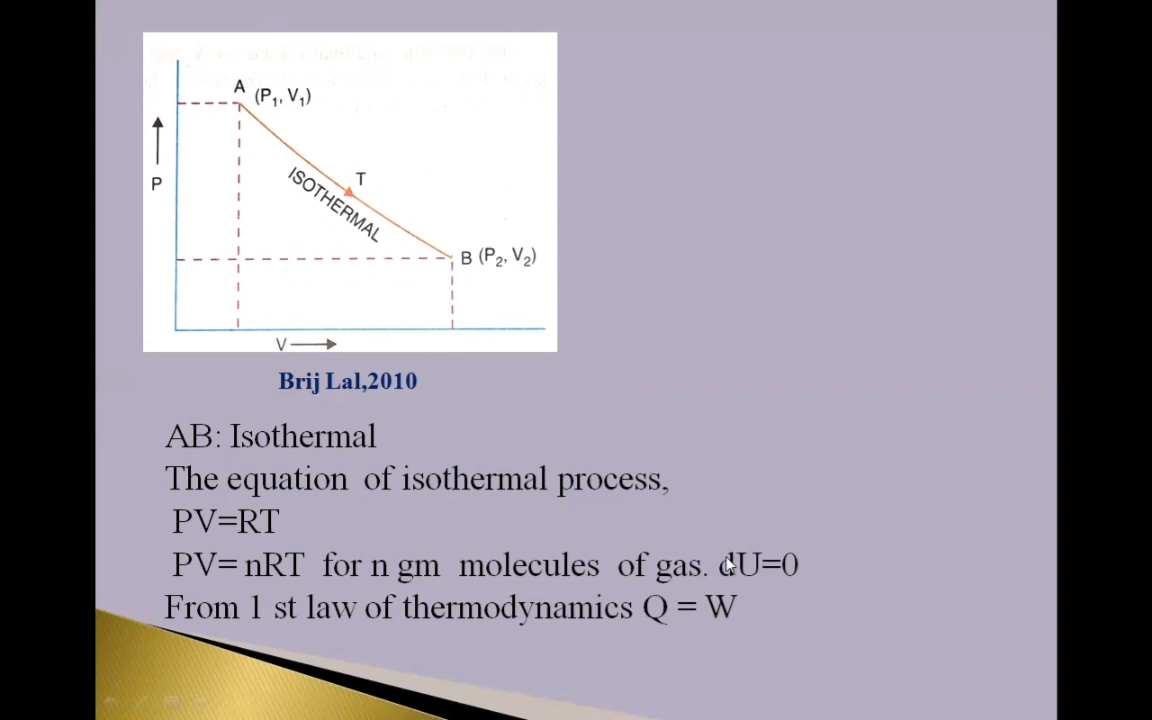 A (P₁, V₁)
P
T
ISOTHERMAL
B (P₂, V₂)
V
Brij Lal,2010
AB: Isothermal
The equation of isothermal process,
PV=RT
PV= nRT for n gm molecules of gas. dU=0
From 1 st law of thermodynamics Q = W